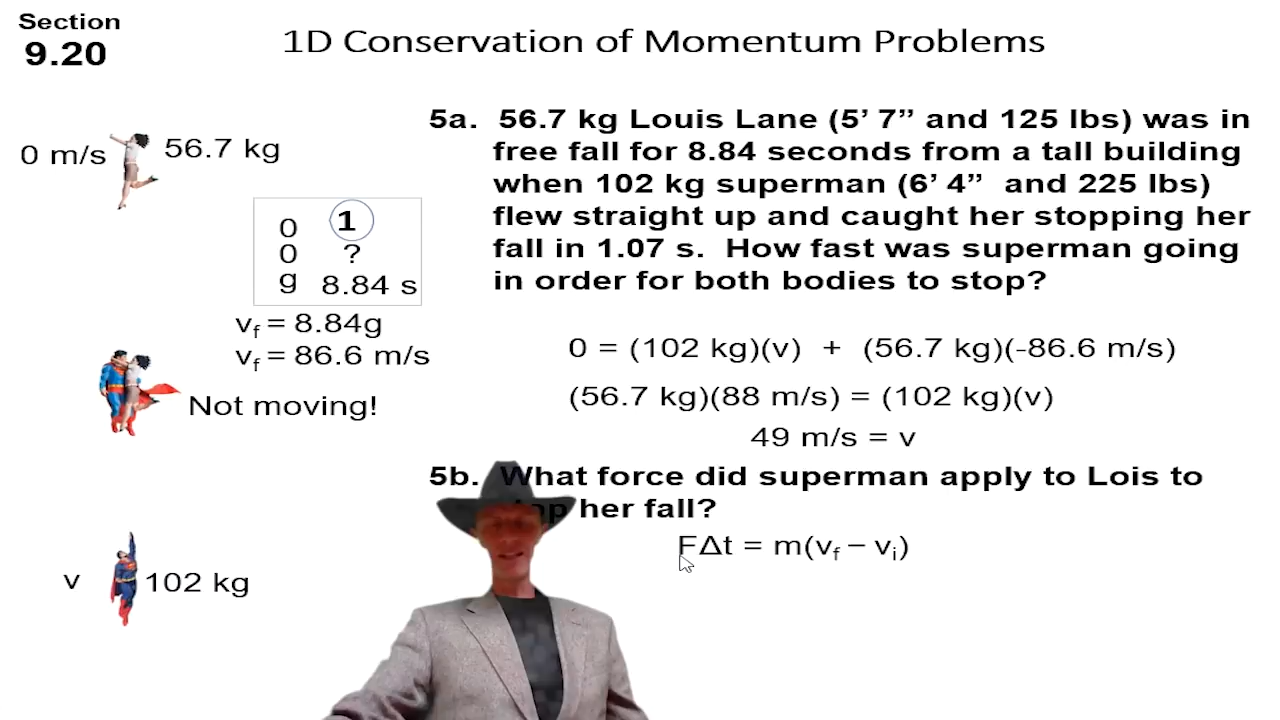 Section
9.20
1D Conservation of Momentum Problems
0 m/s
56.7 kg
0 1
0 ?
g 8.84 s
vf = 8.84g
vf = 86.6 m/s
Not moving!
v
102 kg
5a. 56.7 kg Louis Lane (5’ 7” and 125 lbs) was in
free fall for 8.84 seconds from a tall building
when 102 kg superman (6’ 4” and 225 lbs)
flew straight up and caught her stopping her
fall in 1.07 s. How fast was superman going
in order for both bodies to stop?
0 = (102 kg)(v) + (56.7 kg)(-86.6 m/s)
(56.7 kg)(88 m/s) = (102 kg)(v)
49 m/s = v
5b. What force did superman apply to Lois to
her fall?
FΔt = m(vf – vi)